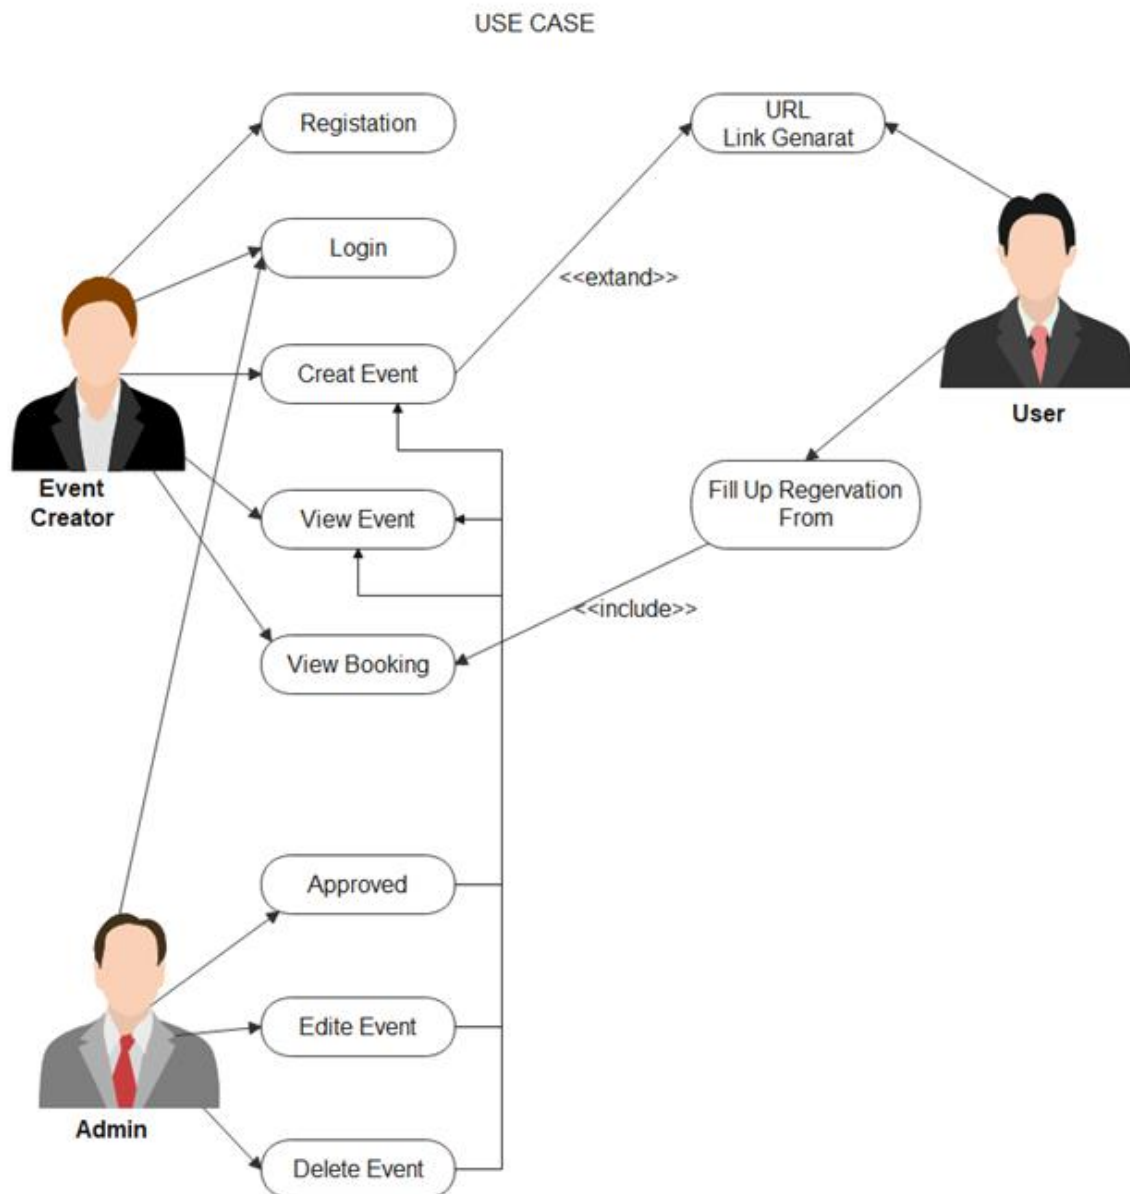 USE CASE
Registation
URL
Link Genarat
Login
<<extand>>
Creat Event
User
Event
Creator
View Event
Fill Up Regervation
From
<<include>>
View Booking
Approved
Edite Event
Admin
Delete Event